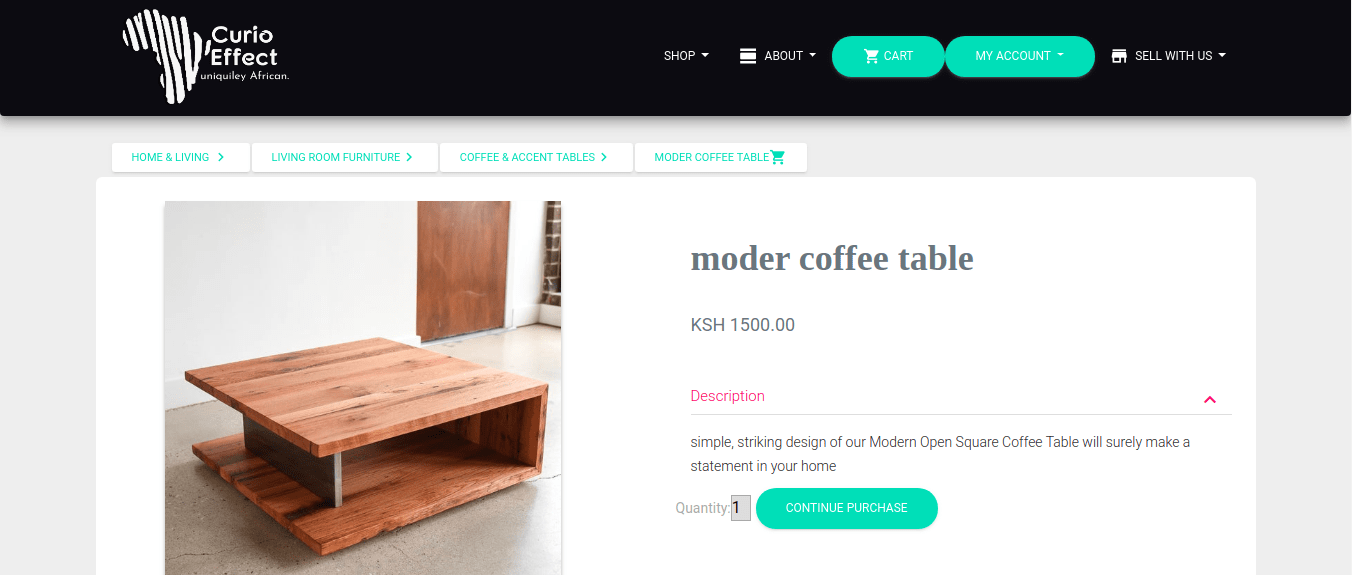 Curio
Effect
uniquiley African.
SHOP ABOUT CART MY ACCOUNT SELL WITH US
HOME & LIVING LIVING ROOM FURNITURE COFFEE & ACCENT TABLES MODER COFFEE TABLE
moder coffee table
KSH 1500.00
Description
simple, striking design of our Modern Open Square Coffee Table will surely make a
statement in your home
Quantity:1 CONTINUE PURCHASE